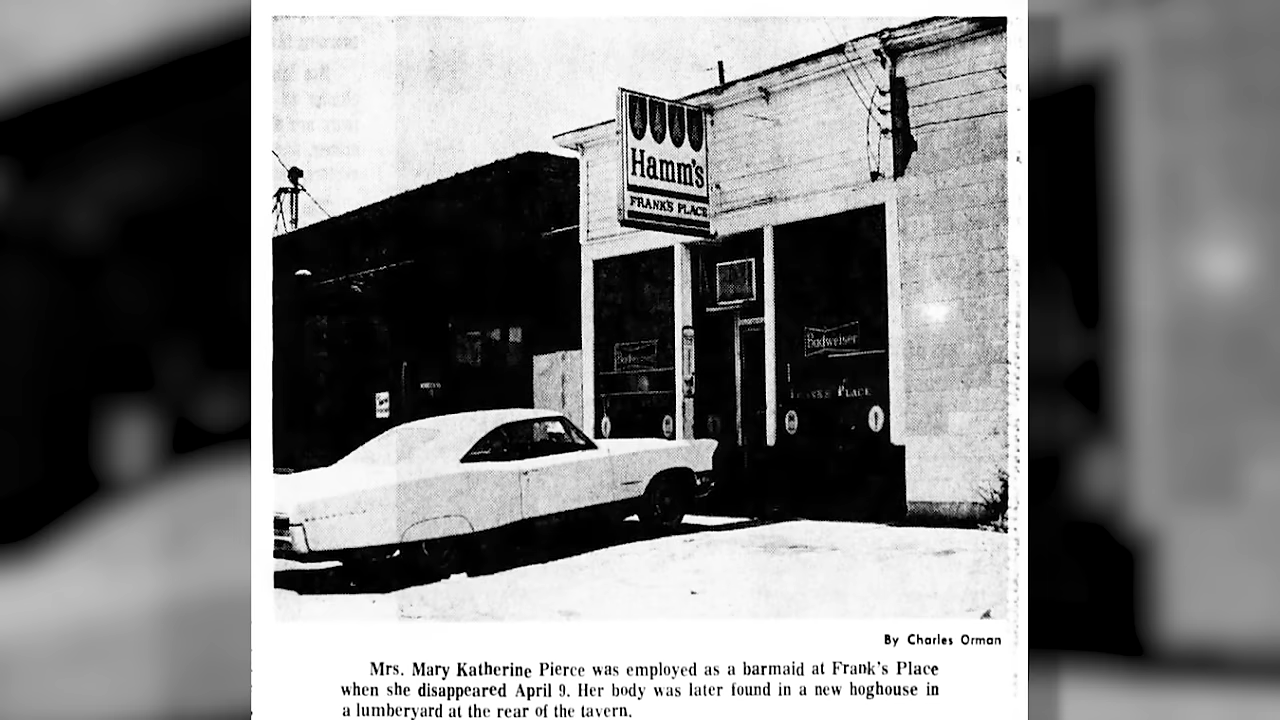 Hamm's
FRANK'S PLACE
Budweiser
Budweiser
FRANK'S PLACE
By Charles Orman
Mrs. Mary Katherine Pierce was employed as a barmaid at Frank's Place
when she disappeared April 9. Her body was later found in a new hoghouse in
a lumberyard at the rear of the tavern.